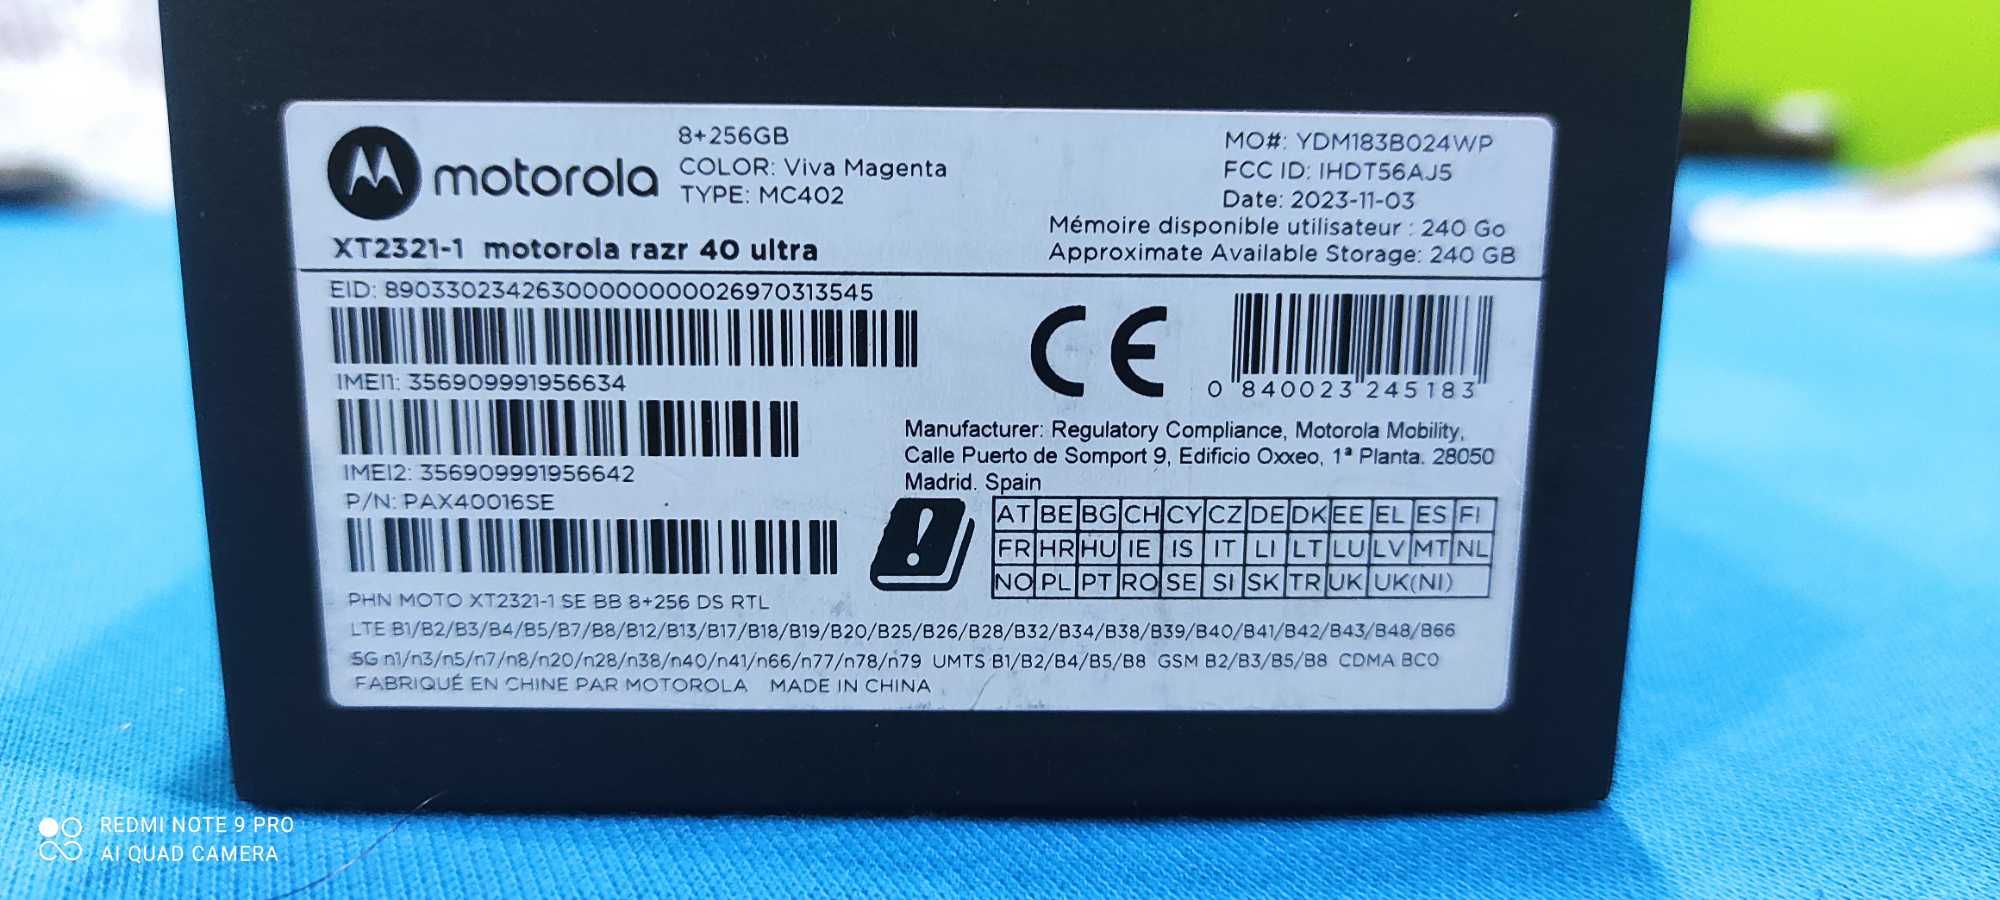 motorola
8+256GB
COLOR: Viva Magenta
TYPE: MC402
XT2321-1 motorola razr 40 ultra
MO#: YDM183B024WP
FCC ID: IHDT56AJ5
Date: 2023-11-03
Mémoire disponible utilisateur : 240 Go
Approximate Available Storage: 240 GB
EID: 89033023426300000000026970313545
IMEI1: 356909991956634
IMEI2: 356909991956642
P/N: PAX40016SE
PHN MOTO XT2321-1 SE BB 8+256 DS RTL
CE
0 840023 245183
Manufacturer: Regulatory Compliance, Motorola Mobility,
Calle Puerto de Somport 9, Edificio Oxxeo, 1ª Planta. 28050
Madrid. Spain
AT BE BG CH CY CZ DE DK EE EL ES FI
FR HR HU IE IS IT LI LT LU LV MT NL
NO PL PT RO SE SI SK TR UK UK(NI)
LTE B1/B2/B3/B4/B5/B7/B8/B12/B13/B17/B18/B19/B20/B25/B26/B28/B32/B34/B38/B39/B40/B41/B42/B43/B48/B66
5G n1/n3/n5/n7/n8/n20/n28/n38/n40/n41/n66/n77/n78/n79 UMTS B1/B2/B4/B5/B8 GSM B2/B3/B5/B8 CDMA BC0
FABRIQUÉ EN CHINE PAR MOTOROLA MADE IN CHINA
REDMI NOTE 9 PRO
AI QUAD CAMERA